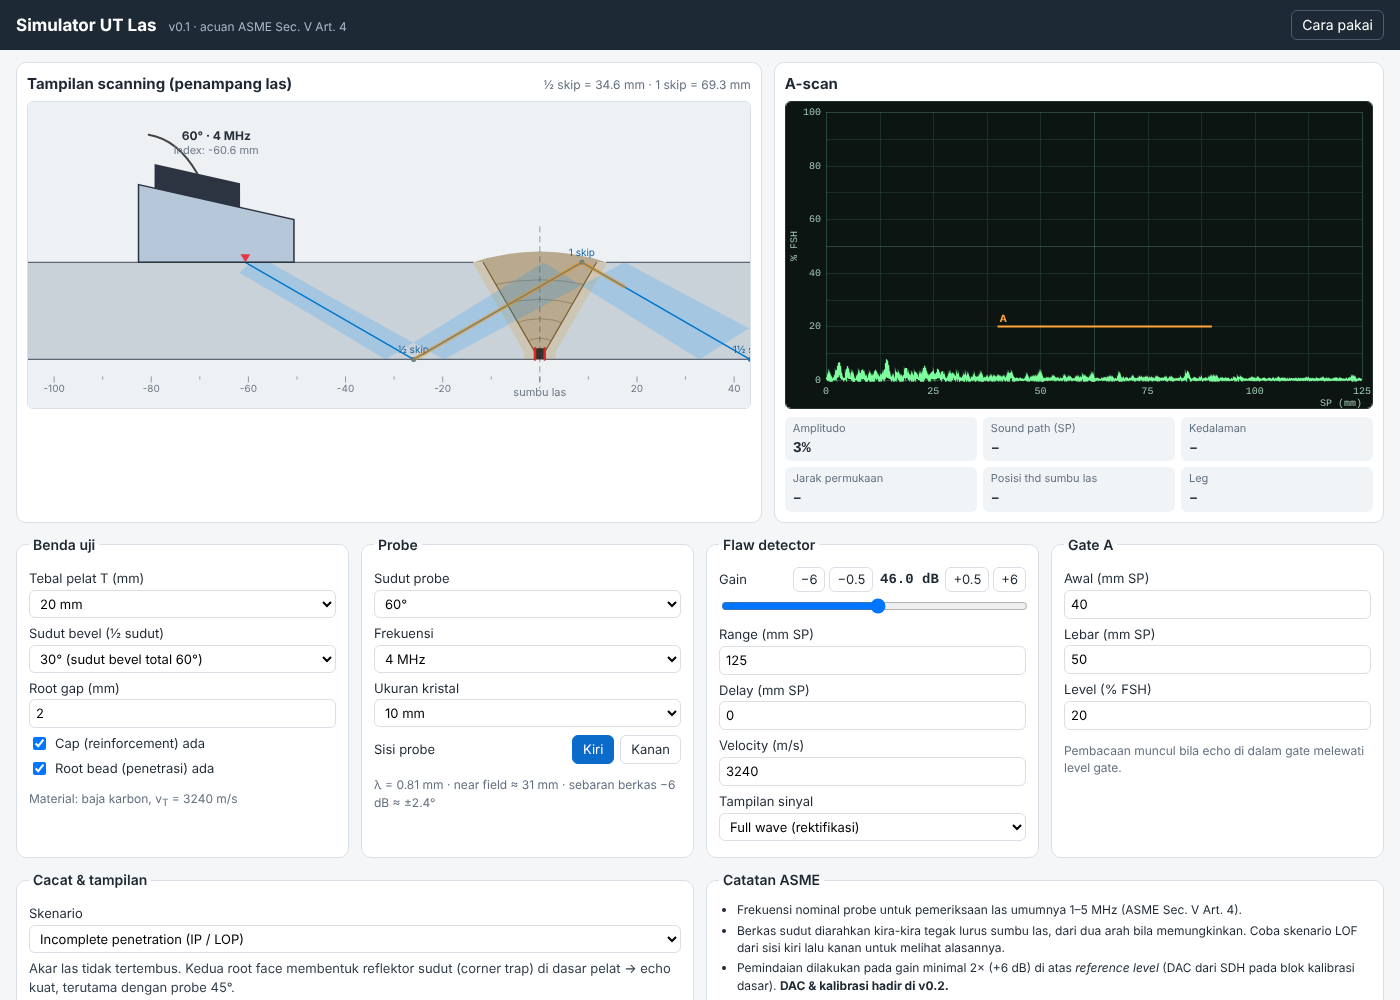 Simulator UT Las v0.1 · acuan ASME Sec. V Art. 4
Cara pakai
Tampilan scanning (penampang las)
½ skip = 34.6 mm · 1 skip = 69.3 mm
60° · 4 MHz
index: -60.6 mm
1 skip
½ skip
1½ s
-100 -80 -60 -40 -20 20 40
sumbu las
A-scan
100
80
60
40
20
0
% FSH
A
0 25 50 75 100 125
SP (mm)
Amplitudo
3%
Sound path (SP)
–
Kedalaman
–
Jarak permukaan
–
Posisi thd sumbu las
–
Leg
–
Benda uji
Tebal pelat T (mm)
20 mm
Sudut bevel (½ sudut)
30° (sudut bevel total 60°)
Root gap (mm)
2
Cap (reinforcement) ada
Root bead (penetrasi) ada
Material: baja karbon, vT = 3240 m/s
Probe
Sudut probe
60°
Frekuensi
4 MHz
Ukuran kristal
10 mm
Sisi probe Kiri Kanan
λ = 0.81 mm · near field ≈ 31 mm · sebaran berkas −6
dB ≈ ±2.4°
Flaw detector
Gain −6 −0.5 46.0 dB +0.5 +6
Range (mm SP)
125
Delay (mm SP)
0
Velocity (m/s)
3240
Tampilan sinyal
Full wave (rektifikasi)
Gate A
Awal (mm SP)
40
Lebar (mm SP)
50
Level (% FSH)
20
Pembacaan muncul bila echo di dalam gate melewati
level gate.
Cacat & tampilan
Skenario
Incomplete penetration (IP / LOP)
Akar las tidak tertembus. Kedua root face membentuk reflektor sudut (corner trap) di dasar pelat → echo
kuat, terutama dengan probe 45°.
Catatan ASME
• Frekuensi nominal probe untuk pemeriksaan las umumnya 1–5 MHz (ASME Sec. V Art. 4).
• Berkas sudut diarahkan kira-kira tegak lurus sumbu las, dari dua arah bila memungkinkan. Coba skenario LOF
dari sisi kiri lalu kanan untuk melihat alasannya.
• Pemindaian dilakukan pada gain minimal 2× (+6 dB) di atas reference level (DAC dari SDH pada blok kalibrasi
dasar). DAC & kalibrasi hadir di v0.2.